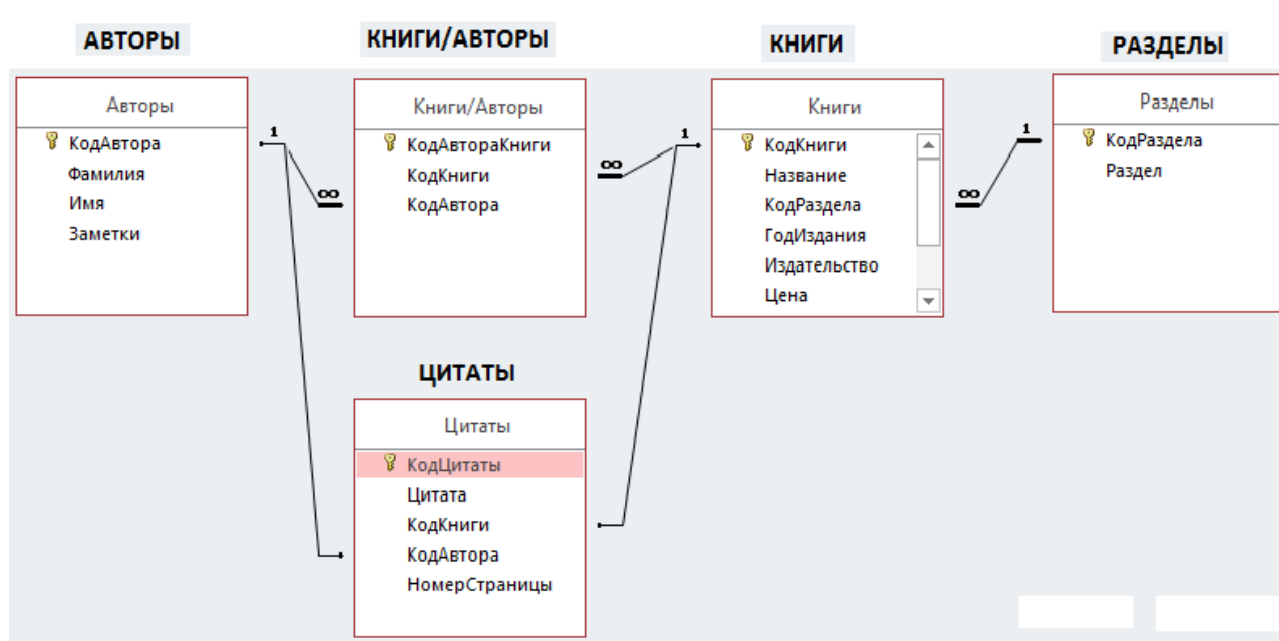 АВТОРЫ
КНИГИ/АВТОРЫ
КНИГИ
РАЗДЕЛЫ
Авторы
КодАвтора
Фамилия
Имя
Заметки
1
∞
Книги/Авторы
КодАвтораКниги
КодКниги
КодАвтора
∞
1
Книги
КодКниги
Название
КодРаздела
ГодИздания
Издательство
Цена
∞
1
Разделы
КодРаздела
Раздел
ЦИТАТЫ
Цитаты
КодЦитаты
Цитата
КодКниги
КодАвтора
НомерСтраницы